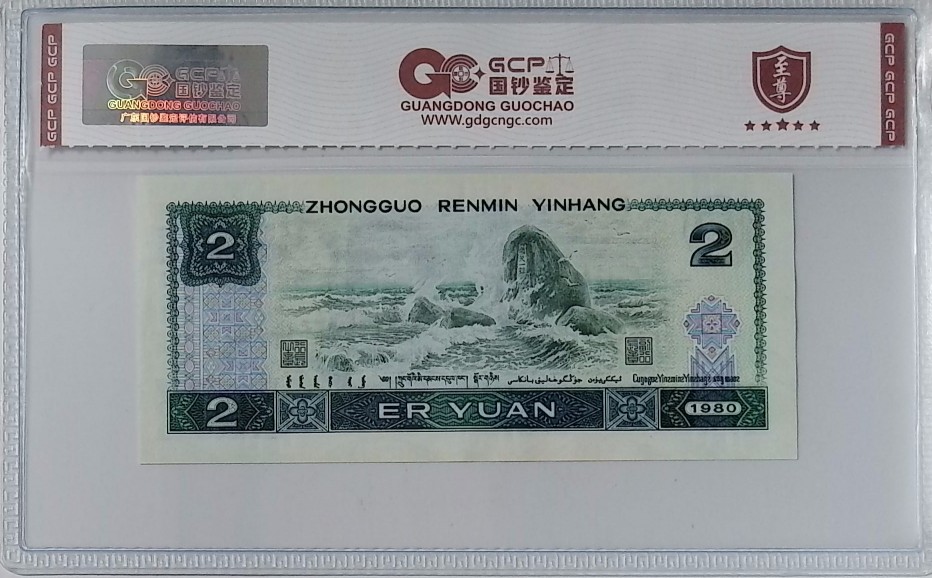 GCP GCP GCP
GCP
国钞鉴定
GUANGDONG GUOCHAO
广东国钞鉴定评估有限公司
GC
GCP
国钞鉴定
GUANGDONG GUOCHAO
www.gdgcngc.com
至尊
GCP GCP GCP
ZHONGGUO RENMIN YINHANG
2
2
2
ER YUAN
1980